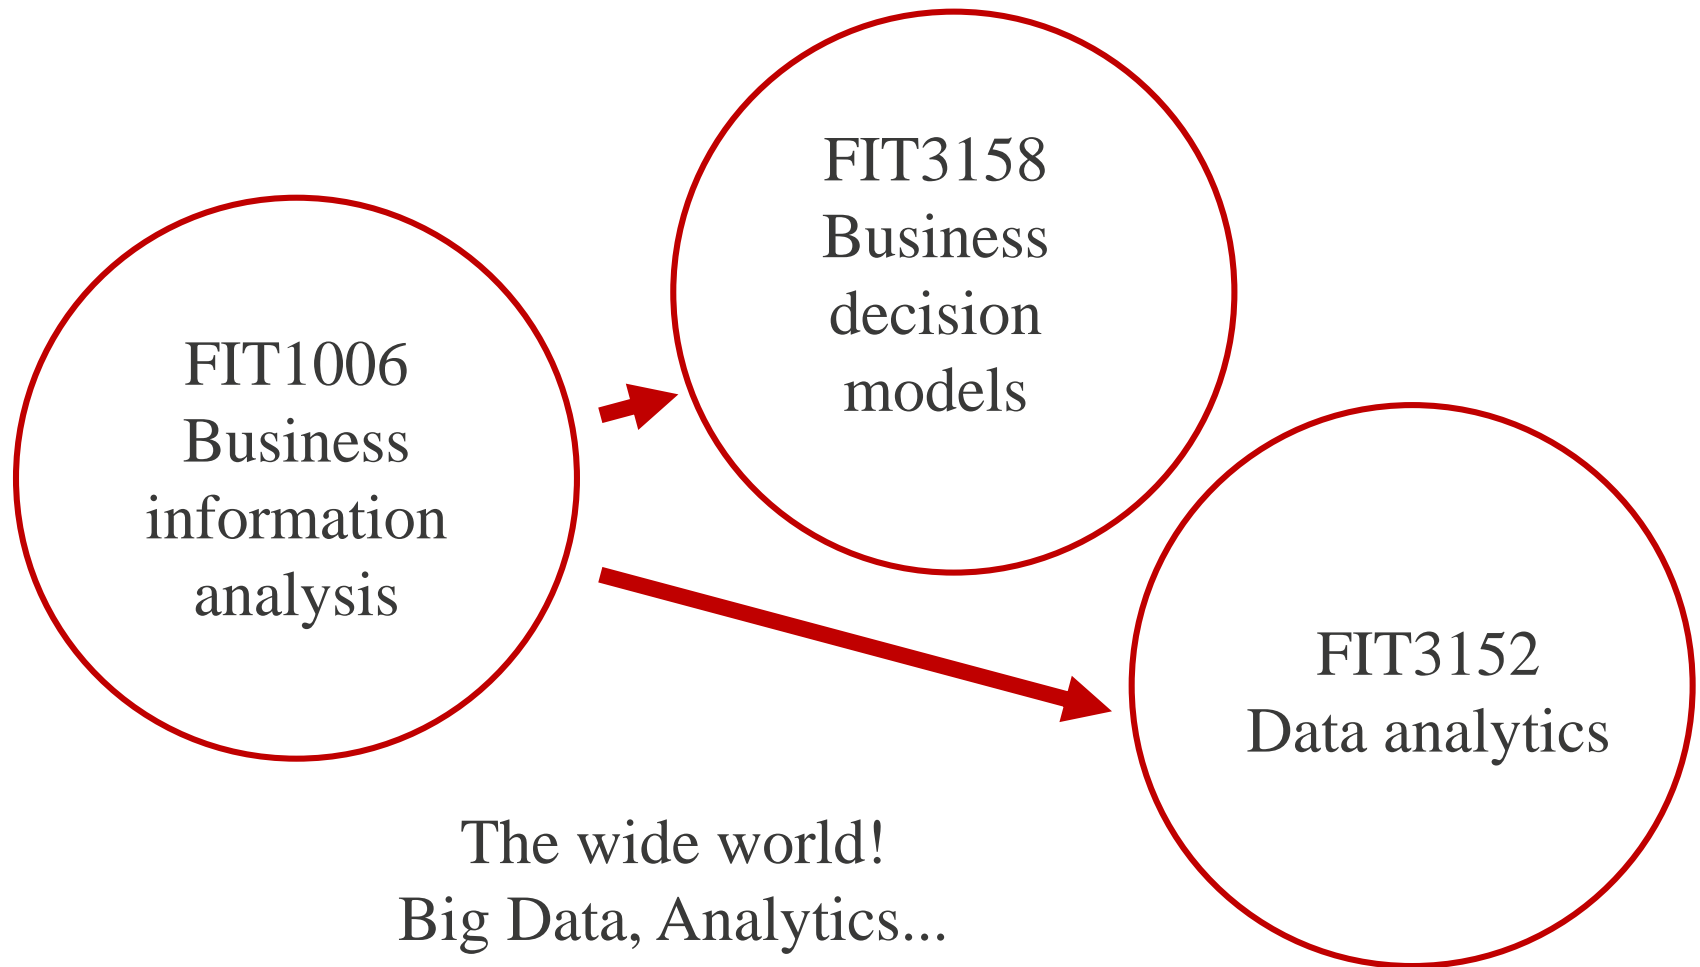 FIT1006
Business
information
analysis
FIT3158
Business
decision
models
FIT3152
Data analytics
The wide world!
Big Data, Analytics...